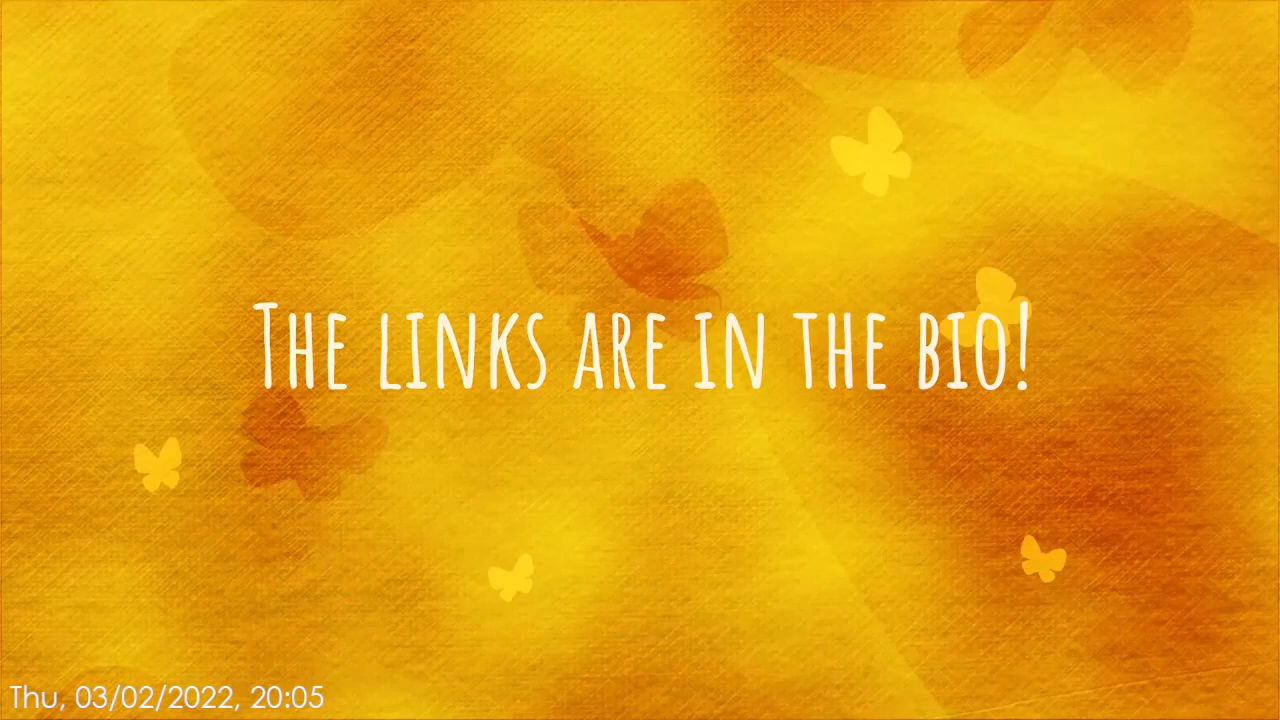 The links are in the bio!
Thu, 03/02/2022, 20:05